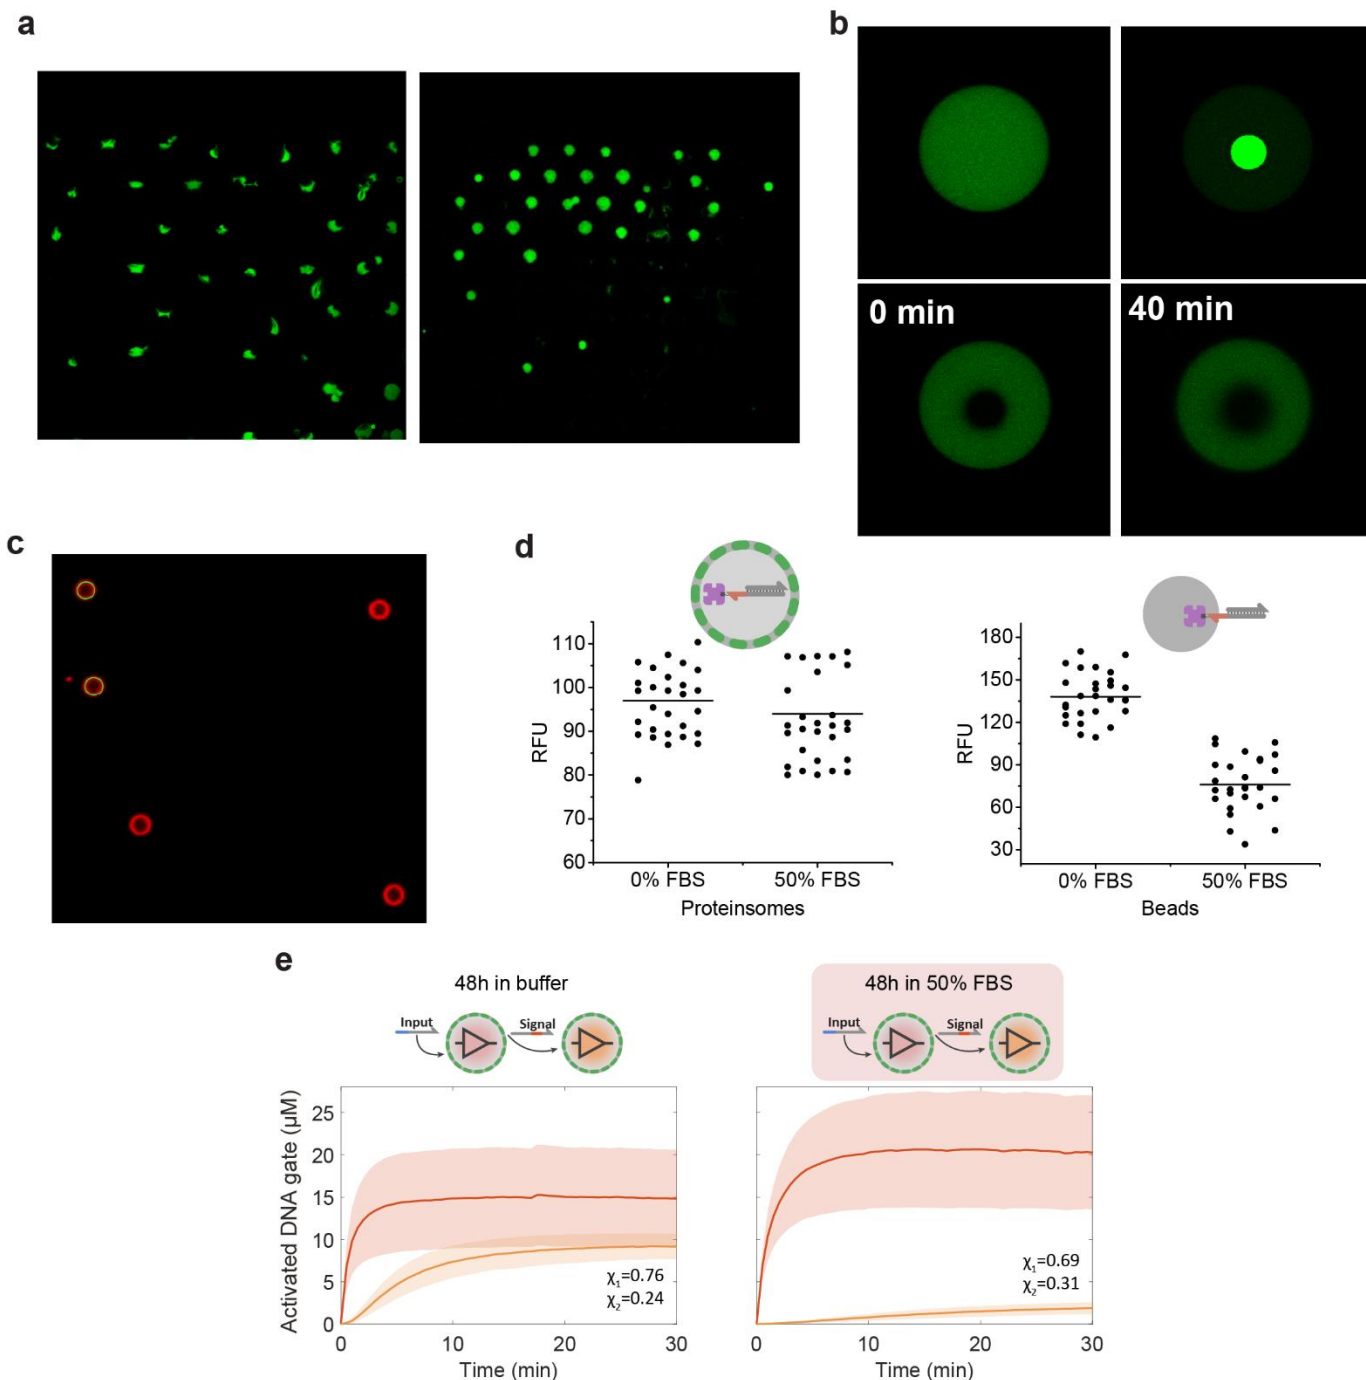 a
b
0 min
40 min
c
d
RFU
110
100
90
80
70
60
0% FBS
50% FBS
Proteinsomes
RFU
180
150
120
90
60
30
0% FBS
50% FBS
Beads
e
48h in buffer
Input
Signal
48h in 50% FBS
Input
Signal
Activated DNA gate (µM)
25
20
15
10
5
0
χ₁=0.76
χ₂=0.24
0
10
20
30
Time (min)
χ₁=0.69
χ₂=0.31
0
10
20
30
Time (min)